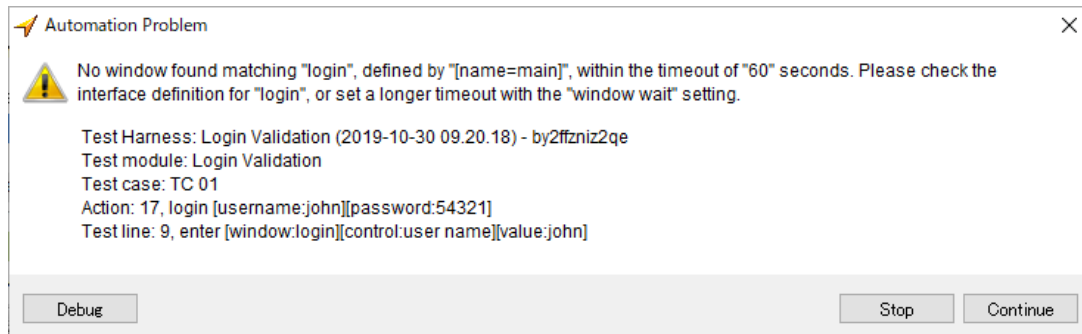 Automation Problem
No window found matching "login", defined by "[name=main]", within the timeout of "60" seconds. Please check the
interface definition for "login", or set a longer timeout with the "window wait" setting.
Test Harness: Login Validation (2019-10-30 09.20.18) - by2ffzniz2qe
Test module: Login Validation
Test case: TC 01
Action: 17, login [username:john][password:54321]
Test line: 9, enter [window:login][control:user name][value:john]
Debug Stop Continue